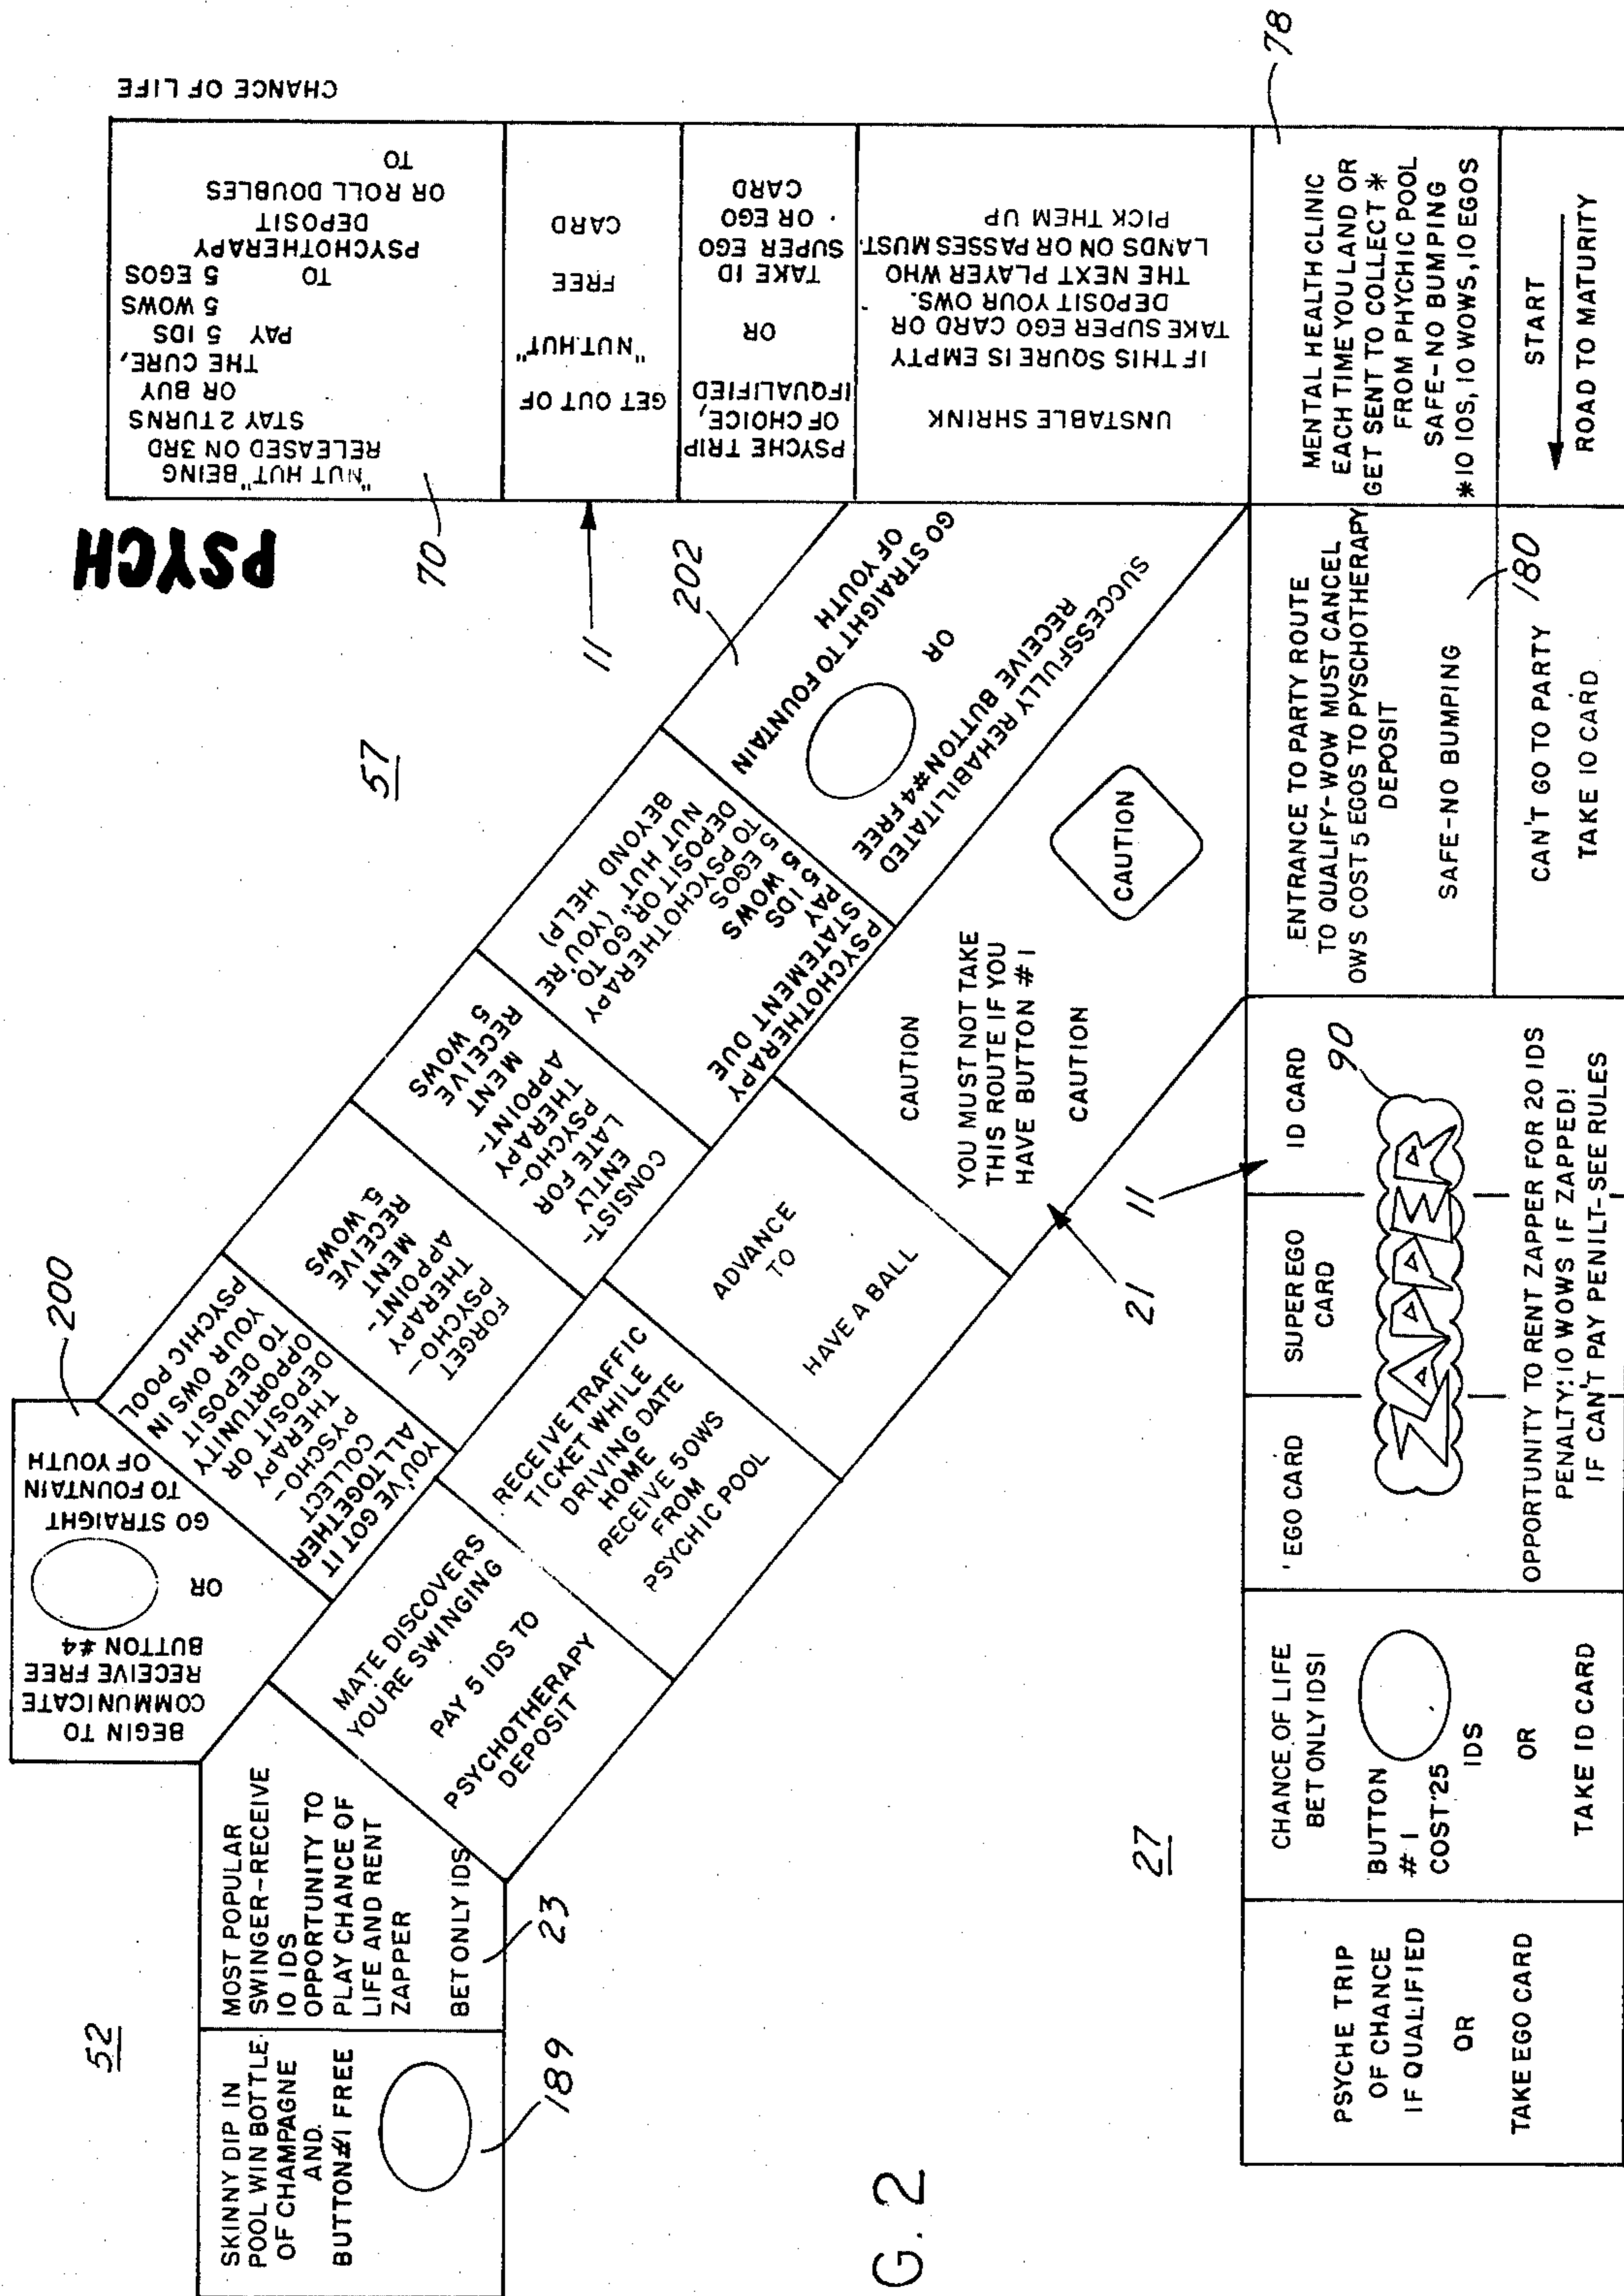 PSYCH
CHANCE OF LIFE
"NUT HUT" BEING
RELEASED ON 3RD
STAY 2 TURNS
OR BUY
THE CURE,
PAY 5 IDS
5 WOWS
5 EGOS
TO
PSYCHOTHERAPY
DEPOSIT
OR ROLL DOUBLES
TO
70
GET OUT OF
"NUT.HUT"
FREE
CARD
11
PSYCHE TRIP
OF CHOICE,
IF QUALIFIED
OR
TAKE ID
SUPER EGO
OR EGO
CARD
UNSTABLE SHRINK
IF THIS SQURE IS EMPTY
TAKE SUPER EGO CARD OR
DEPOSIT YOUR OWS.
THE NEXT PLAYER WHO
LANDS ON OR PASSES MUST.
PICK THEM UP
78
MENTAL HEALTH CLINIC
EACH TIME YOU LAND OR
GET SENT TO COLLECT *
FROM PHYCHIC POOL
SAFE-NO BUMPING
*10 IDS, 10 WOWS, 10 EGOS
START
ROAD TO MATURITY
ENTRANCE TO PARTY ROUTE
TO QUALIFY-WOW MUST CANCEL
OWS COST 5 EGOS TO PYSCHOTHERAPY
DEPOSIT
SAFE-NO BUMPING
180
CAN'T GO TO PARTY
TAKE ID CARD
11
ID CARD
SUPER EGO
CARD
'EGO CARD
90
ZAPPER
OPPORTUNITY TO RENT ZAPPER FOR 20 IDS
PENALTY: 10 WOWS IF ZAPPED!
IF CAN'T PAY PENILT-SEE RULES
CHANCE OF LIFE
BET ONLY IDS!
BUTTON
# 1
COST 25
IDS
OR
TAKE ID CARD
PSYCHE TRIP
OF CHANCE
IF QUALIFIED
OR
TAKE EGO CARD
27
57
202
GO STRAIGHT TO FOUNTAIN
OF YOUTH
OR
SUCCESSFULLY REHABILITATED
RECEIVE BUTTON #4 FREE
PSYCHOTHERAPY
STATEMENT DUE
PAY
5 IDS
5 WOWS
5 EGOS
TO PSYCHOTHERAPY
DEPOSIT OR, GO TO,
NUT HUT" (YOU'RE
BEYOND HELP)
CONSIST-
ENTLY
LATE FOR
PSYCHO-
THERAPY
APPOINT-
MENT
RECEIVE
5 WOWS
FORGET
PSYCHO-
THERAPY
APPOINT-
MENT
RECEIVE
5 WOWS
YOU'VE GOT IT
ALL TOGETHER
COLLECT
PYSCHO-
THERAPY
DEPOSIT OR
OPPORTUNITY
TO DEPOSIT
YOUR OWS IN
PSYCHIC POOL
200
BEGIN TO
COMMUNICATE
RECEIVE FREE
BUTTON #4
OR
GO STRAIGHT
TO FOUNTAIN
OF YOUTH
CAUTION
CAUTION
YOU MUST NOT TAKE
THIS ROUTE IF YOU
HAVE BUTTON # 1
CAUTION
21
ADVANCE
TO
HAVE A BALL
RECEIVE TRAFFIC
TICKET WHILE
DRIVING DATE
HOME
RECEIVE 5 OWS
FROM
PSYCHIC POOL
MATE DISCOVERS
YOU'RE SWINGING
PAY 5 IDS TO
PSYCHOTHERAPY
DEPOSIT
MOST POPULAR
SWINGER-RECEIVE
10 IDS
OPPORTUNITY TO
PLAY CHANCE OF
LIFE AND RENT
ZAPPER
BET ONLY IDS
23
52
SKINNY DIP IN
POOL WIN BOTTLE
OF CHAMPAGNE
AND.
BUTTON #1 FREE
189
G. 2